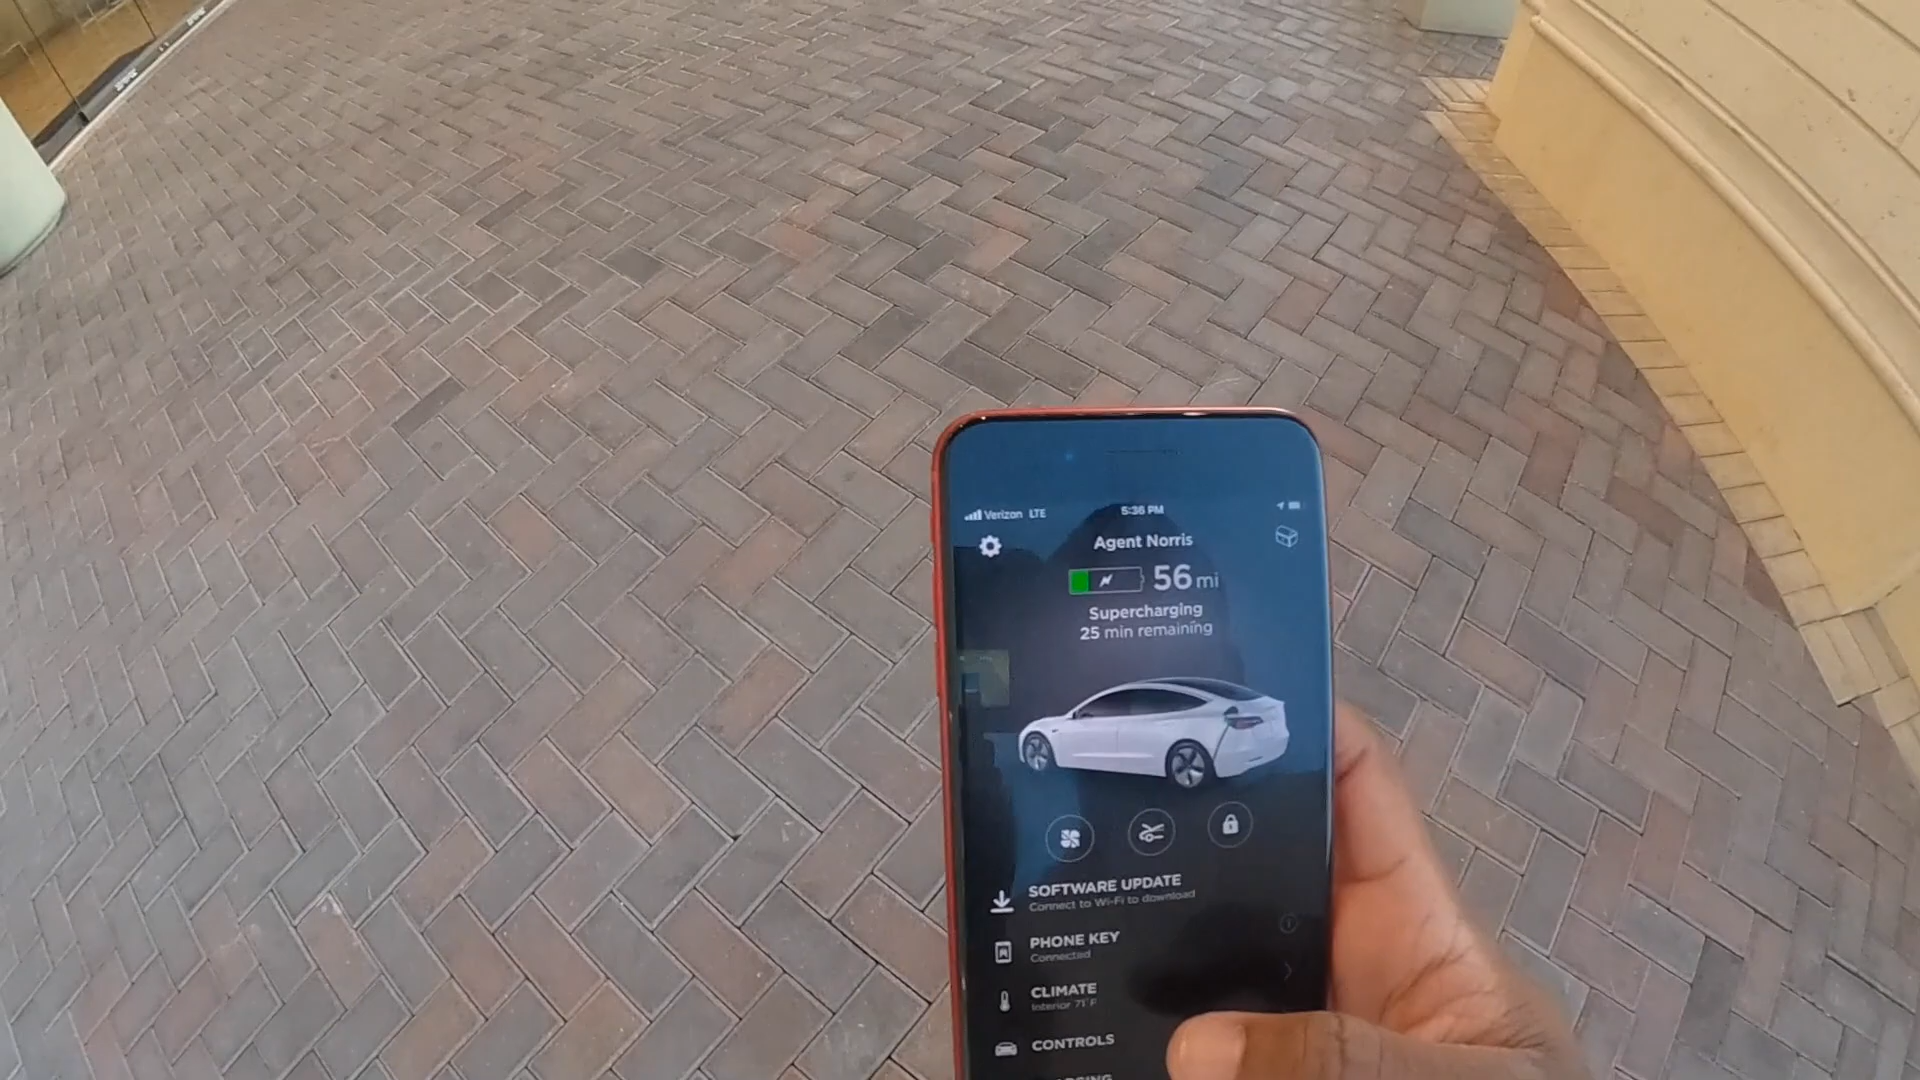 Verizon LTE
5:36 PM
Agent Norris
56 mi
Supercharging
25 min remaining
SOFTWARE UPDATE
Connect to Wi-Fi to download
PHONE KEY
Connected
CLIMATE
Interior 71°F
CONTROLS